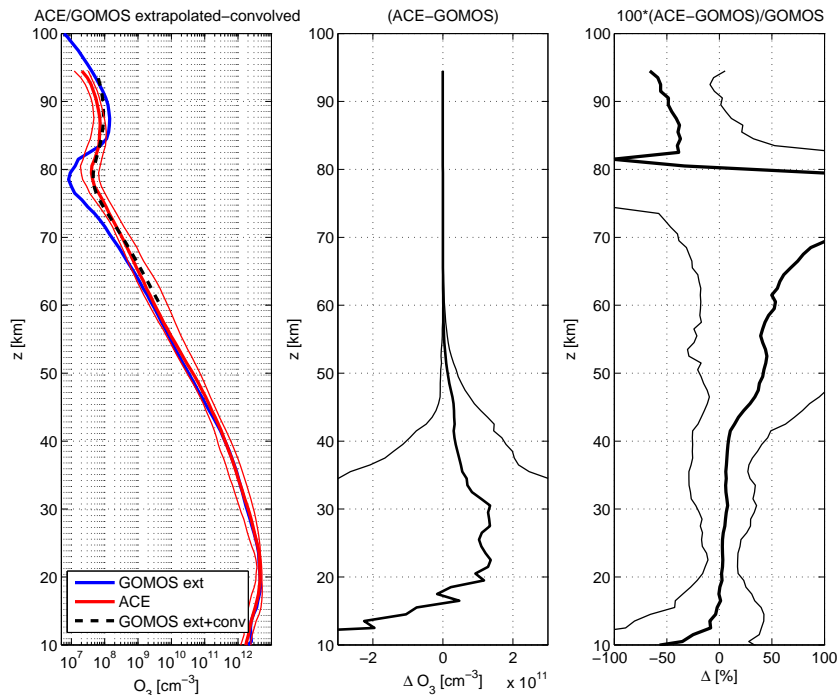 ACE/GOMOS extrapolated−convolved
(ACE−GOMOS)
100*(ACE−GOMOS)/GOMOS
100
90
80
70
60
50
40
30
20
10
z [km]
10^7 10^8 10^9 10^10 10^11 10^12
O_3 [cm^−3]
GOMOS ext
ACE
GOMOS ext+conv
100
90
80
70
60
50
40
30
20
10
z [km]
−2 0 2
Δ O_3 [cm^−3]
x 10^11
100
90
80
70
60
50
40
30
20
10
z [km]
−100 −50 0 50 100
Δ [%]